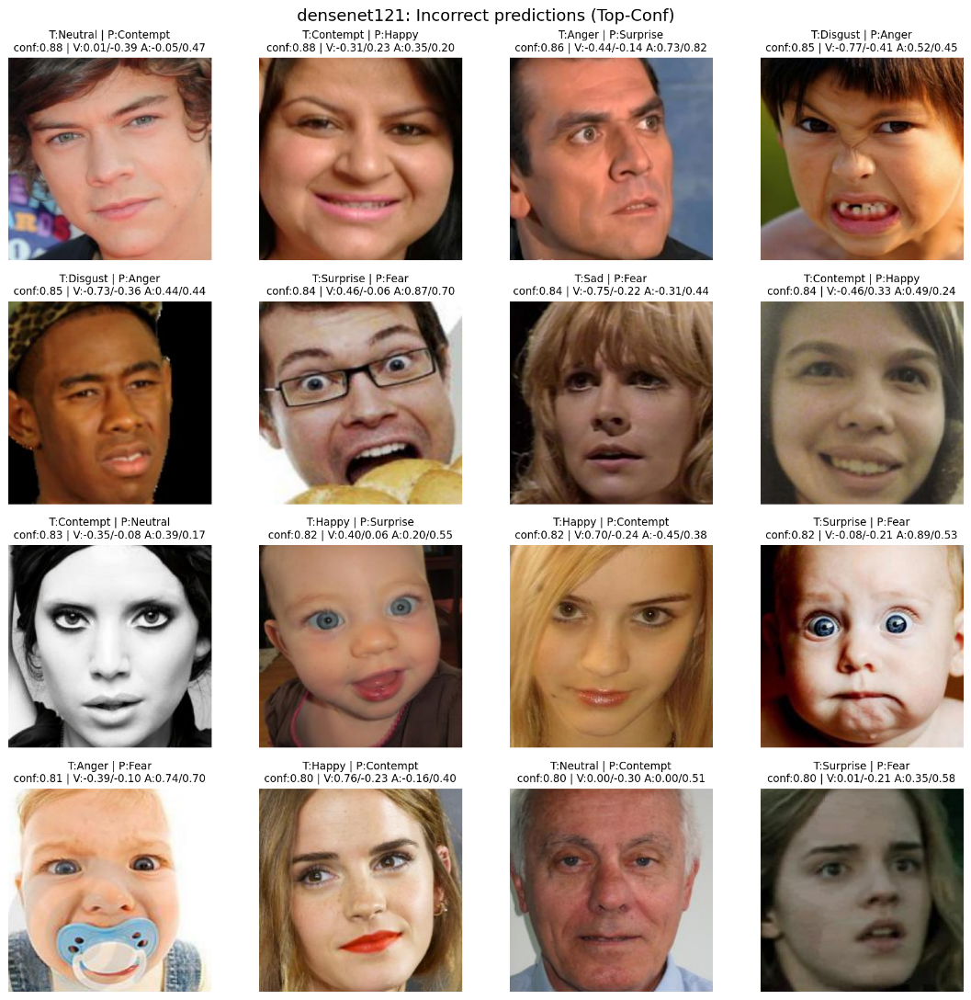 densenet121: Incorrect predictions (Top-Conf)
T:Neutral | P:Contempt
conf:0.88 | V:0.01/-0.39 A:-0.05/0.47
T:Contempt | P:Happy
conf:0.88 | V:-0.31/0.23 A:0.35/0.20
T:Anger | P:Surprise
conf:0.86 | V:-0.44/-0.14 A:0.73/0.82
T:Disgust | P:Anger
conf:0.85 | V:-0.77/-0.41 A:0.52/0.45
T:Disgust | P:Anger
conf:0.85 | V:-0.73/-0.36 A:0.44/0.44
T:Surprise | P:Fear
conf:0.84 | V:0.46/-0.06 A:0.87/0.70
T:Sad | P:Fear
conf:0.84 | V:-0.75/-0.22 A:-0.31/0.44
T:Contempt | P:Happy
conf:0.84 | V:-0.46/0.33 A:0.49/0.24
T:Contempt | P:Neutral
conf:0.83 | V:-0.35/-0.08 A:0.39/0.17
T:Happy | P:Surprise
conf:0.82 | V:0.40/0.06 A:0.20/0.55
T:Happy | P:Contempt
conf:0.82 | V:0.70/-0.24 A:-0.45/0.38
T:Surprise | P:Fear
conf:0.82 | V:-0.08/-0.21 A:0.89/0.53
T:Anger | P:Fear
conf:0.81 | V:-0.39/-0.10 A:0.74/0.70
T:Happy | P:Contempt
conf:0.80 | V:0.76/-0.23 A:-0.16/0.40
T:Neutral | P:Contempt
conf:0.80 | V:0.00/-0.30 A:0.00/0.51
T:Surprise | P:Fear
conf:0.80 | V:0.01/-0.21 A:0.35/0.58